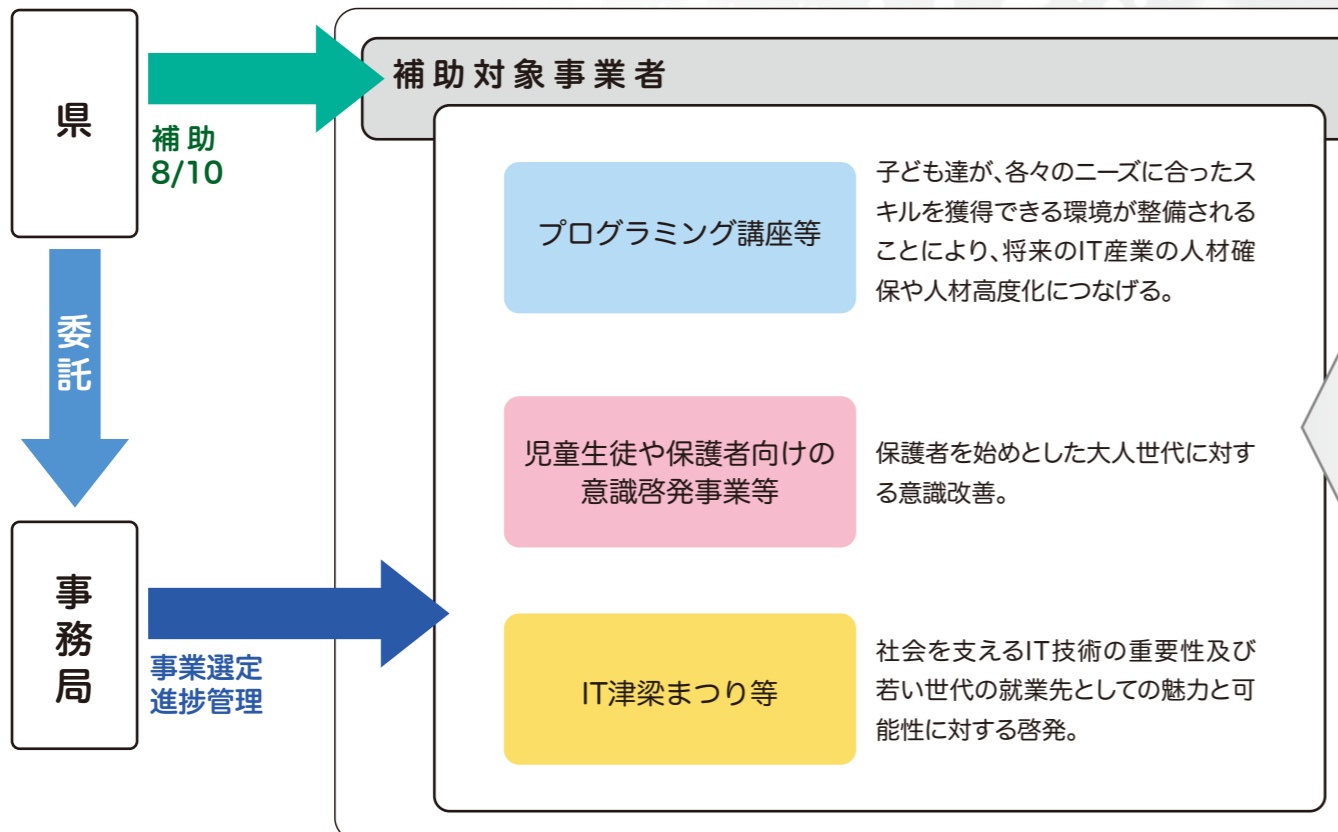 県
補助
8/10
委託
事務局
事業選定
進捗管理
補助対象事業者
プログラミング講座等
子ども達が、各々のニーズに合ったス
キルを獲得できる環境が整備される
ことにより、将来のIT産業の人材確
保や人材高度化につなげる。
児童生徒や保護者向けの
意識啓発事業等
保護者を始めとした大人世代に対す
る意識改善。
IT津梁まつり等
社会を支えるIT技術の重要性及び
若い世代の就業先としての魅力と可
能性に対する啓発。